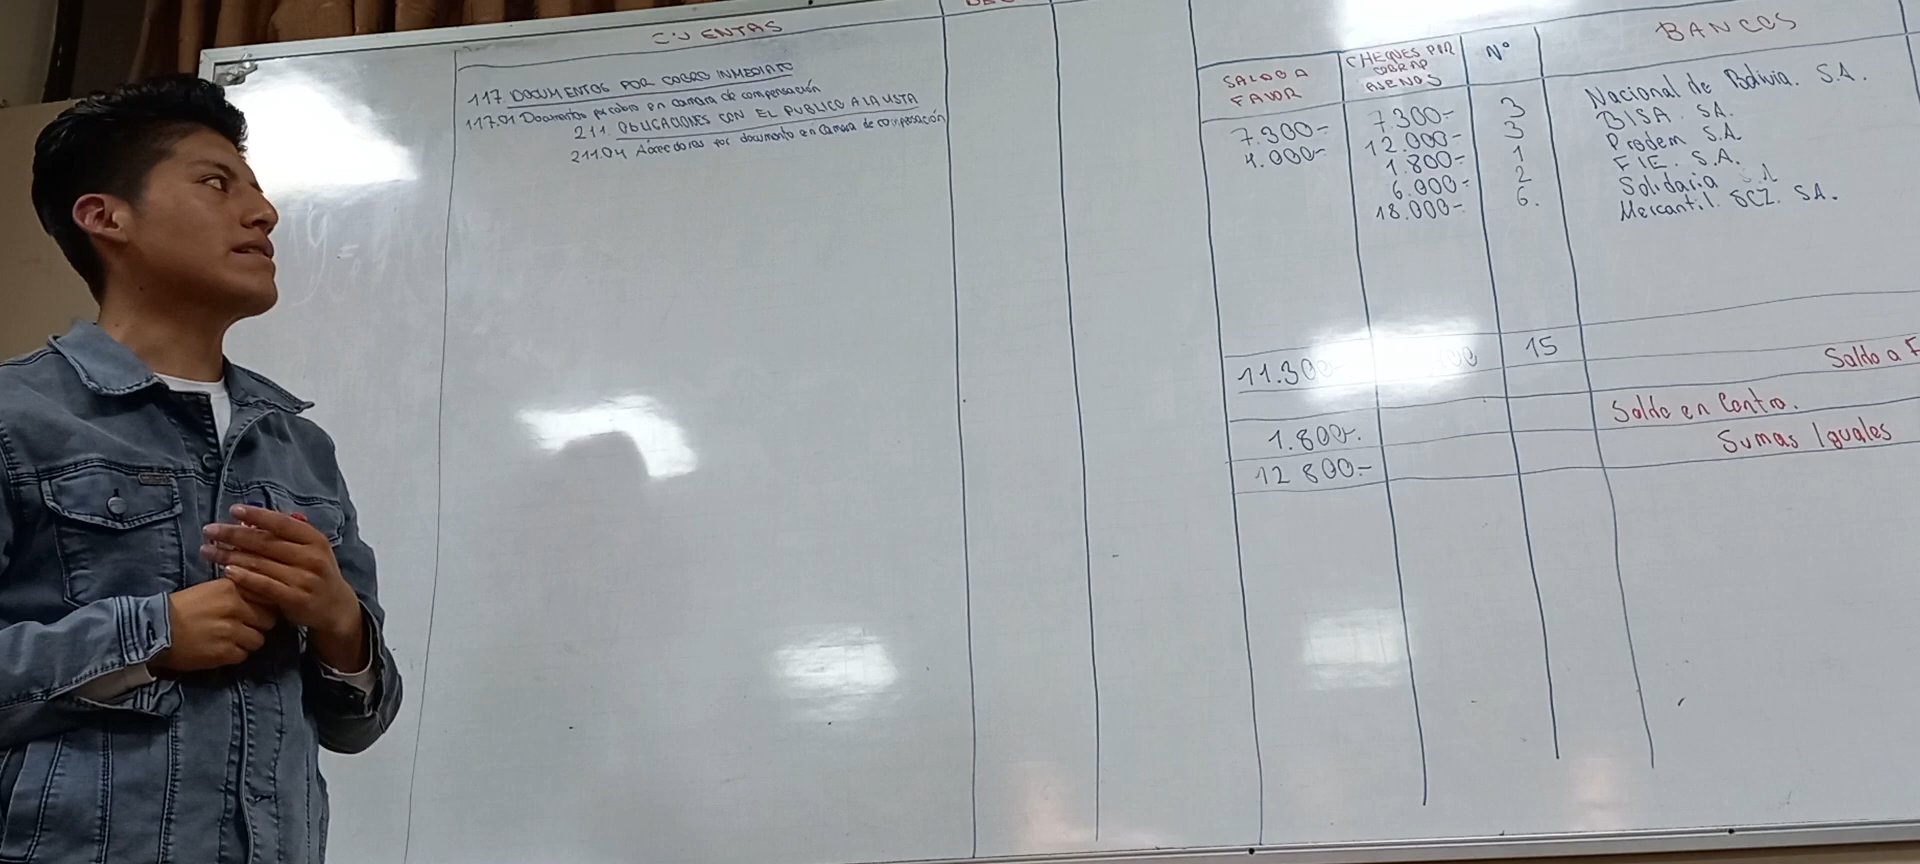 CUENTAS
117 DOCUMENTOS POR COBRO INMEDIATO
117.01 Documentos por cobro en camara de compensación
211. OBLIGACIONES CON EL PUBLICO A LA VISTA
211.04 Acreedores por documento en camara de compensación
SALDO A FAVOR
CHEQUES POR COBRAR AJENOS
N°
BANCOS
7.300- 7.300- 3 Nacional de Bolivia. S.A.
4.000- 12.000- 3 BISA. SA.
1.800- 1 Prodem S.A.
6.000- 2 FIE. S.A.
18.000- 6. Solidaria
Mercantil. SCZ. SA.
11.300 15 Saldo a F
Saldo en Contra.
1.800-. Sumas Iguales
12 800-